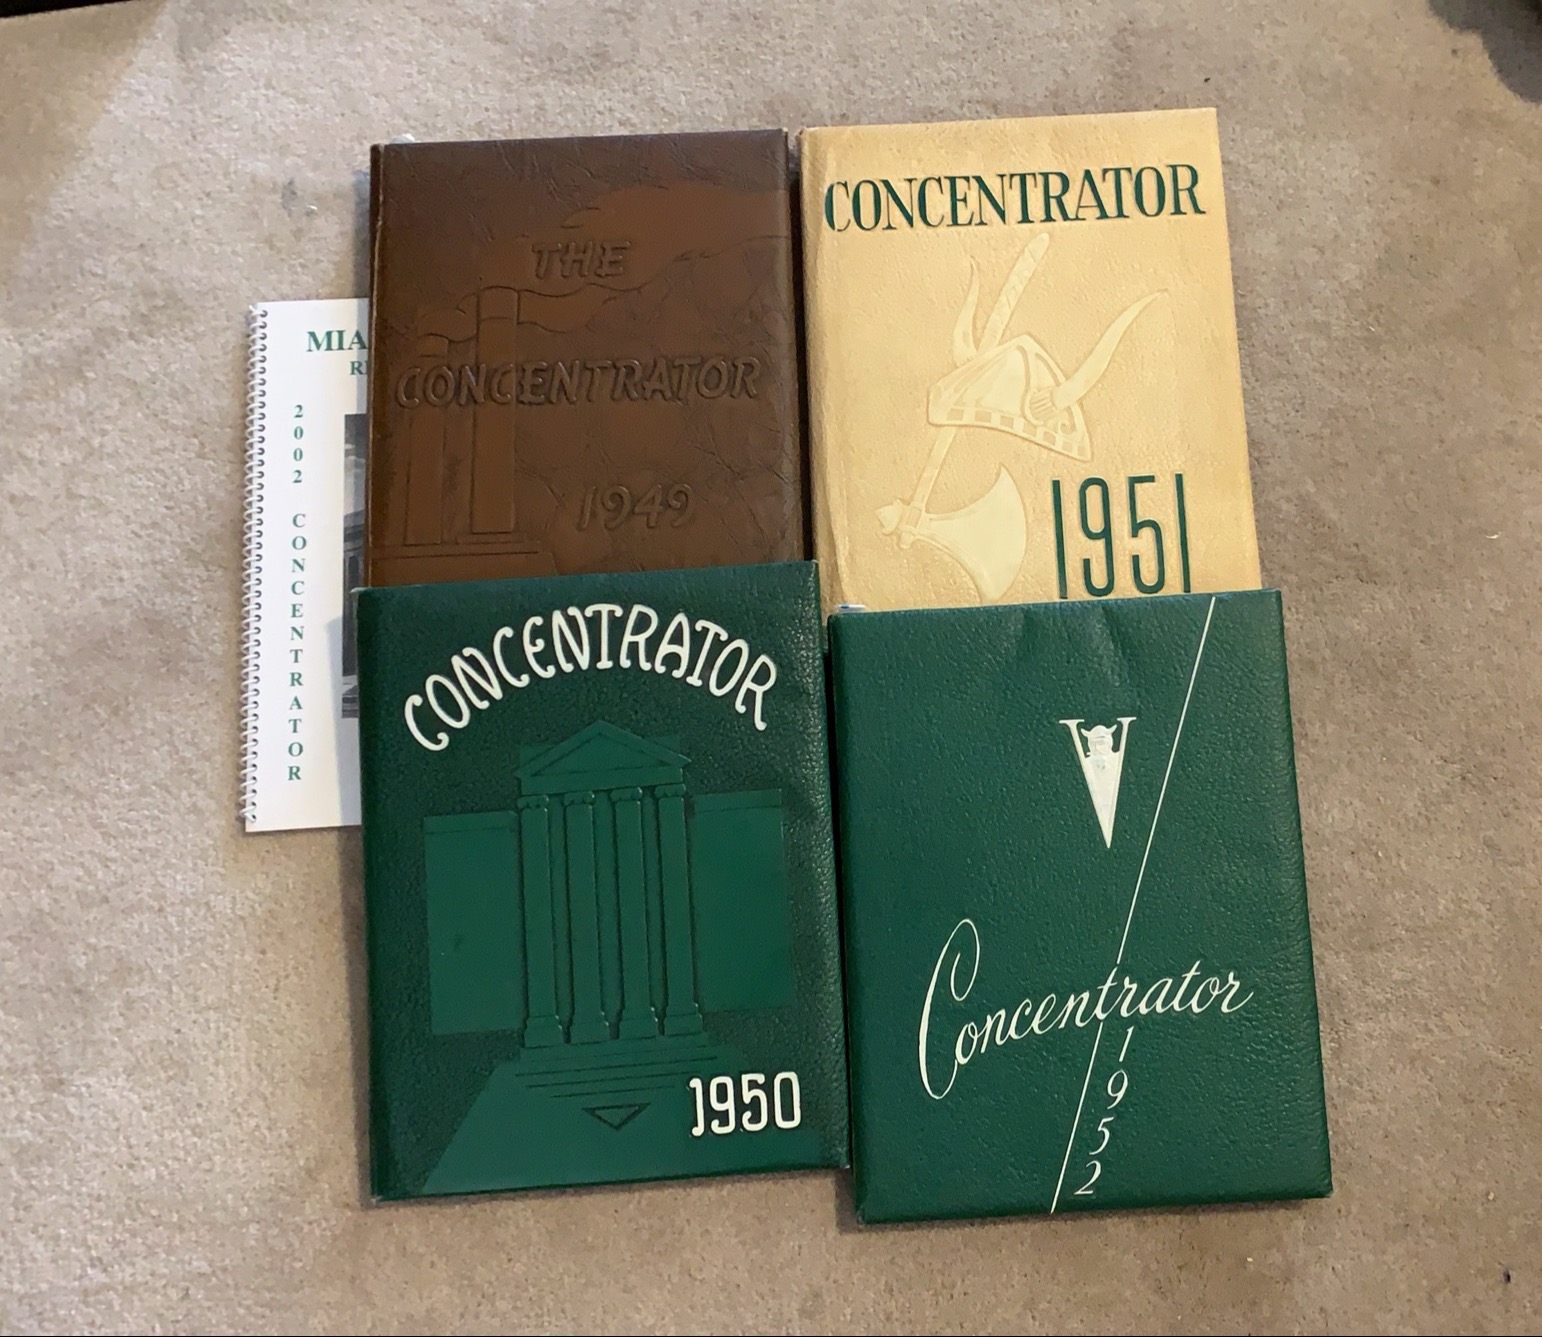 THE
CONCENTRATOR
1949
CONCENTRATOR
1951
MIA
R
2002 CONCENTRATOR
CONCENTRATOR
1950
V
Concentrator
1952